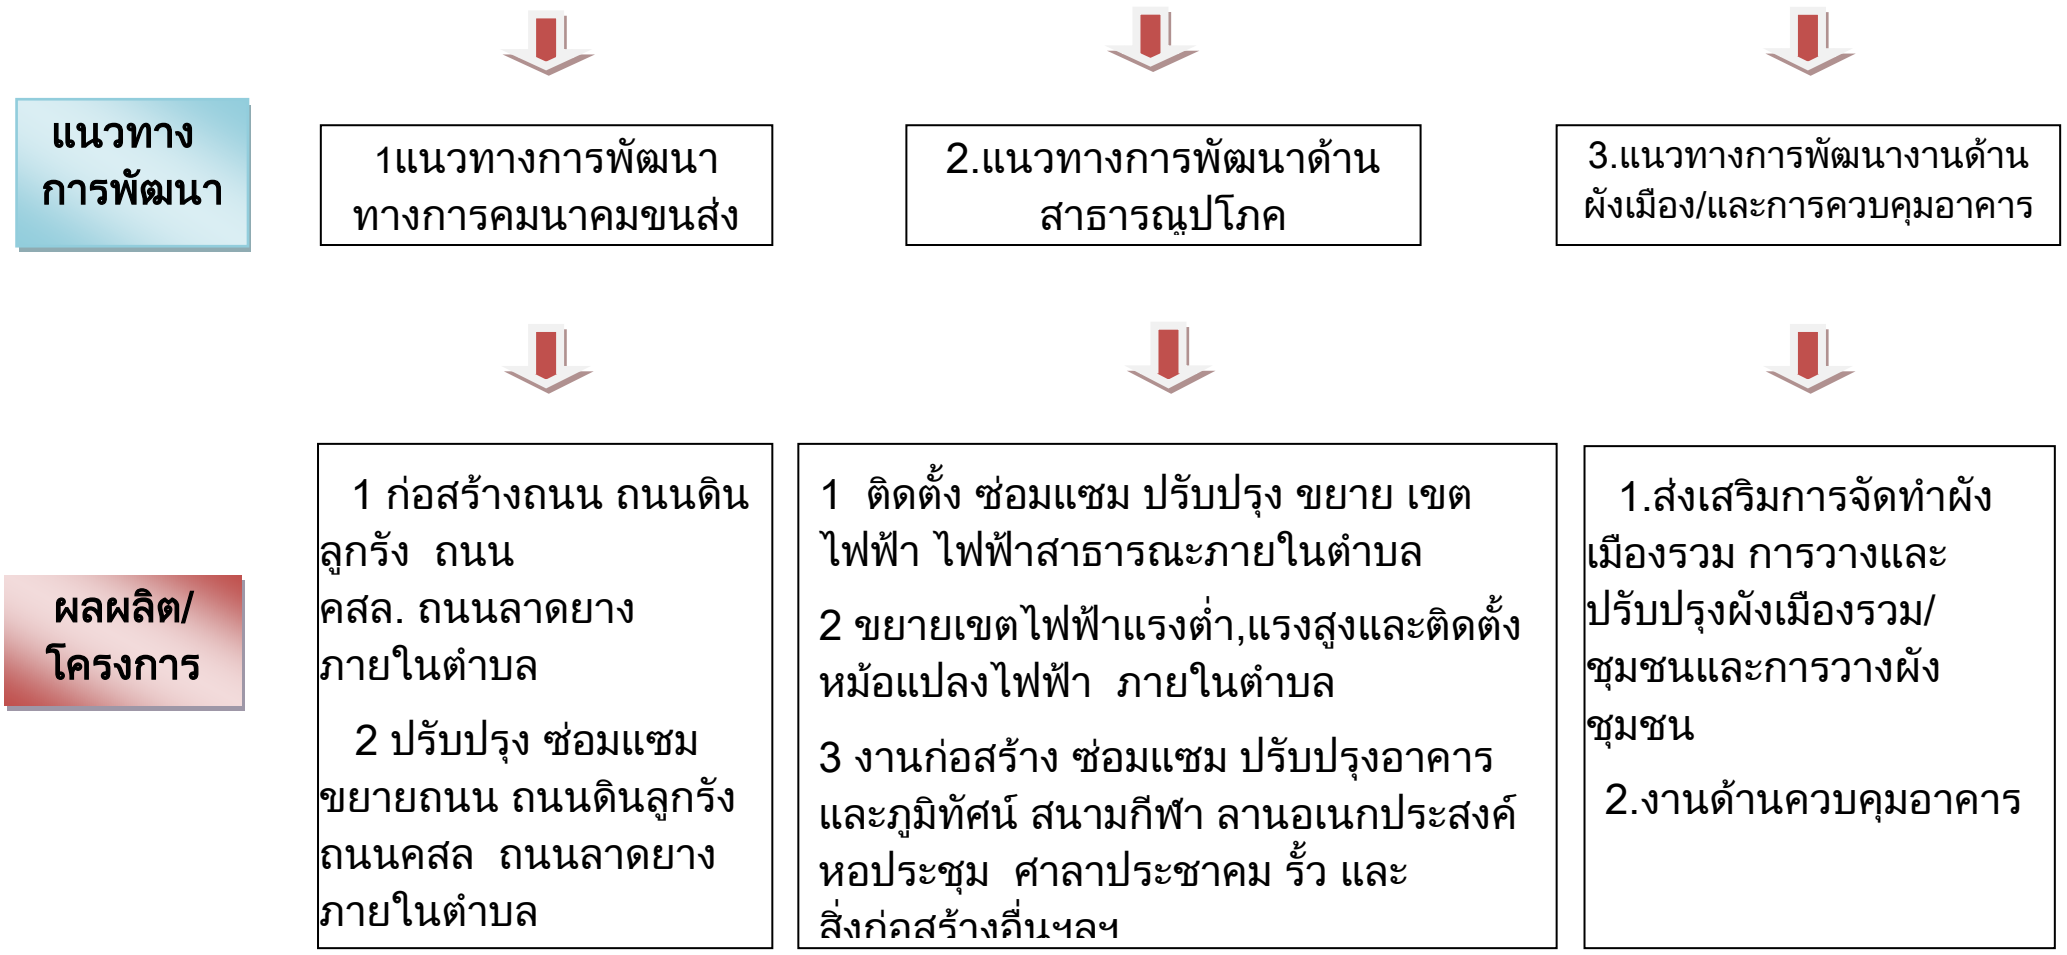 แนวทาง
การพัฒนา
1แนวทางการพัฒนา
ทางการคมนาคมขนส่ง
2.แนวทางการพัฒนาด้าน
สาธารณูปโภค
3.แนวทางการพัฒนางานด้าน
ผังเมือง/และการควบคุมอาคาร
ผลผลิต/
โครงการ
1 ก่อสร้างถนน ถนนดิน
ลูกรัง ถนน
คสล. ถนนลาดยาง
ภายในตำบล
2 ปรับปรุง ซ่อมแซม
ขยายถนน ถนนดินลูกรัง
ถนนคสล ถนนลาดยาง
ภายในตำบล
1 ติดตั้ง ซ่อมแซม ปรับปรุง ขยาย เขต
ไฟฟ้า ไฟฟ้าสาธารณะภายในตำบล
2 ขยายเขตไฟฟ้าแรงต่ำ,แรงสูงและติดตั้ง
หม้อแปลงไฟฟ้า ภายในตำบล
3 งานก่อสร้าง ซ่อมแซม ปรับปรุงอาคาร
และภูมิทัศน์ สนามกีฬา ลานอเนกประสงค์
หอประชุม ศาลาประชาคม รั้ว และ
สิ่งก่อสร้างอื่นๆฯลฯ
1.ส่งเสริมการจัดทำผัง
เมืองรวม การวางและ
ปรับปรุงผังเมืองรวม/
ชุมชนและการวางผัง
ชุมชน
2.งานด้านควบคุมอาคาร